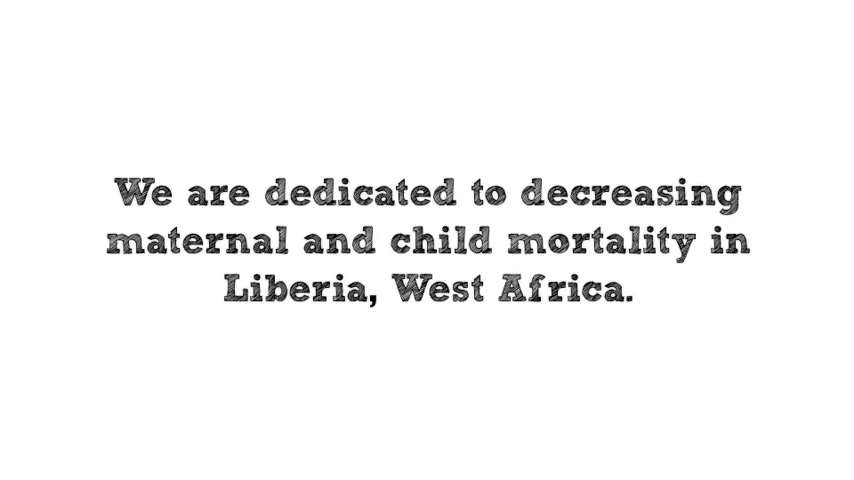 We are dedicated to decreasing
maternal and child mortality in
Liberia, West Africa.